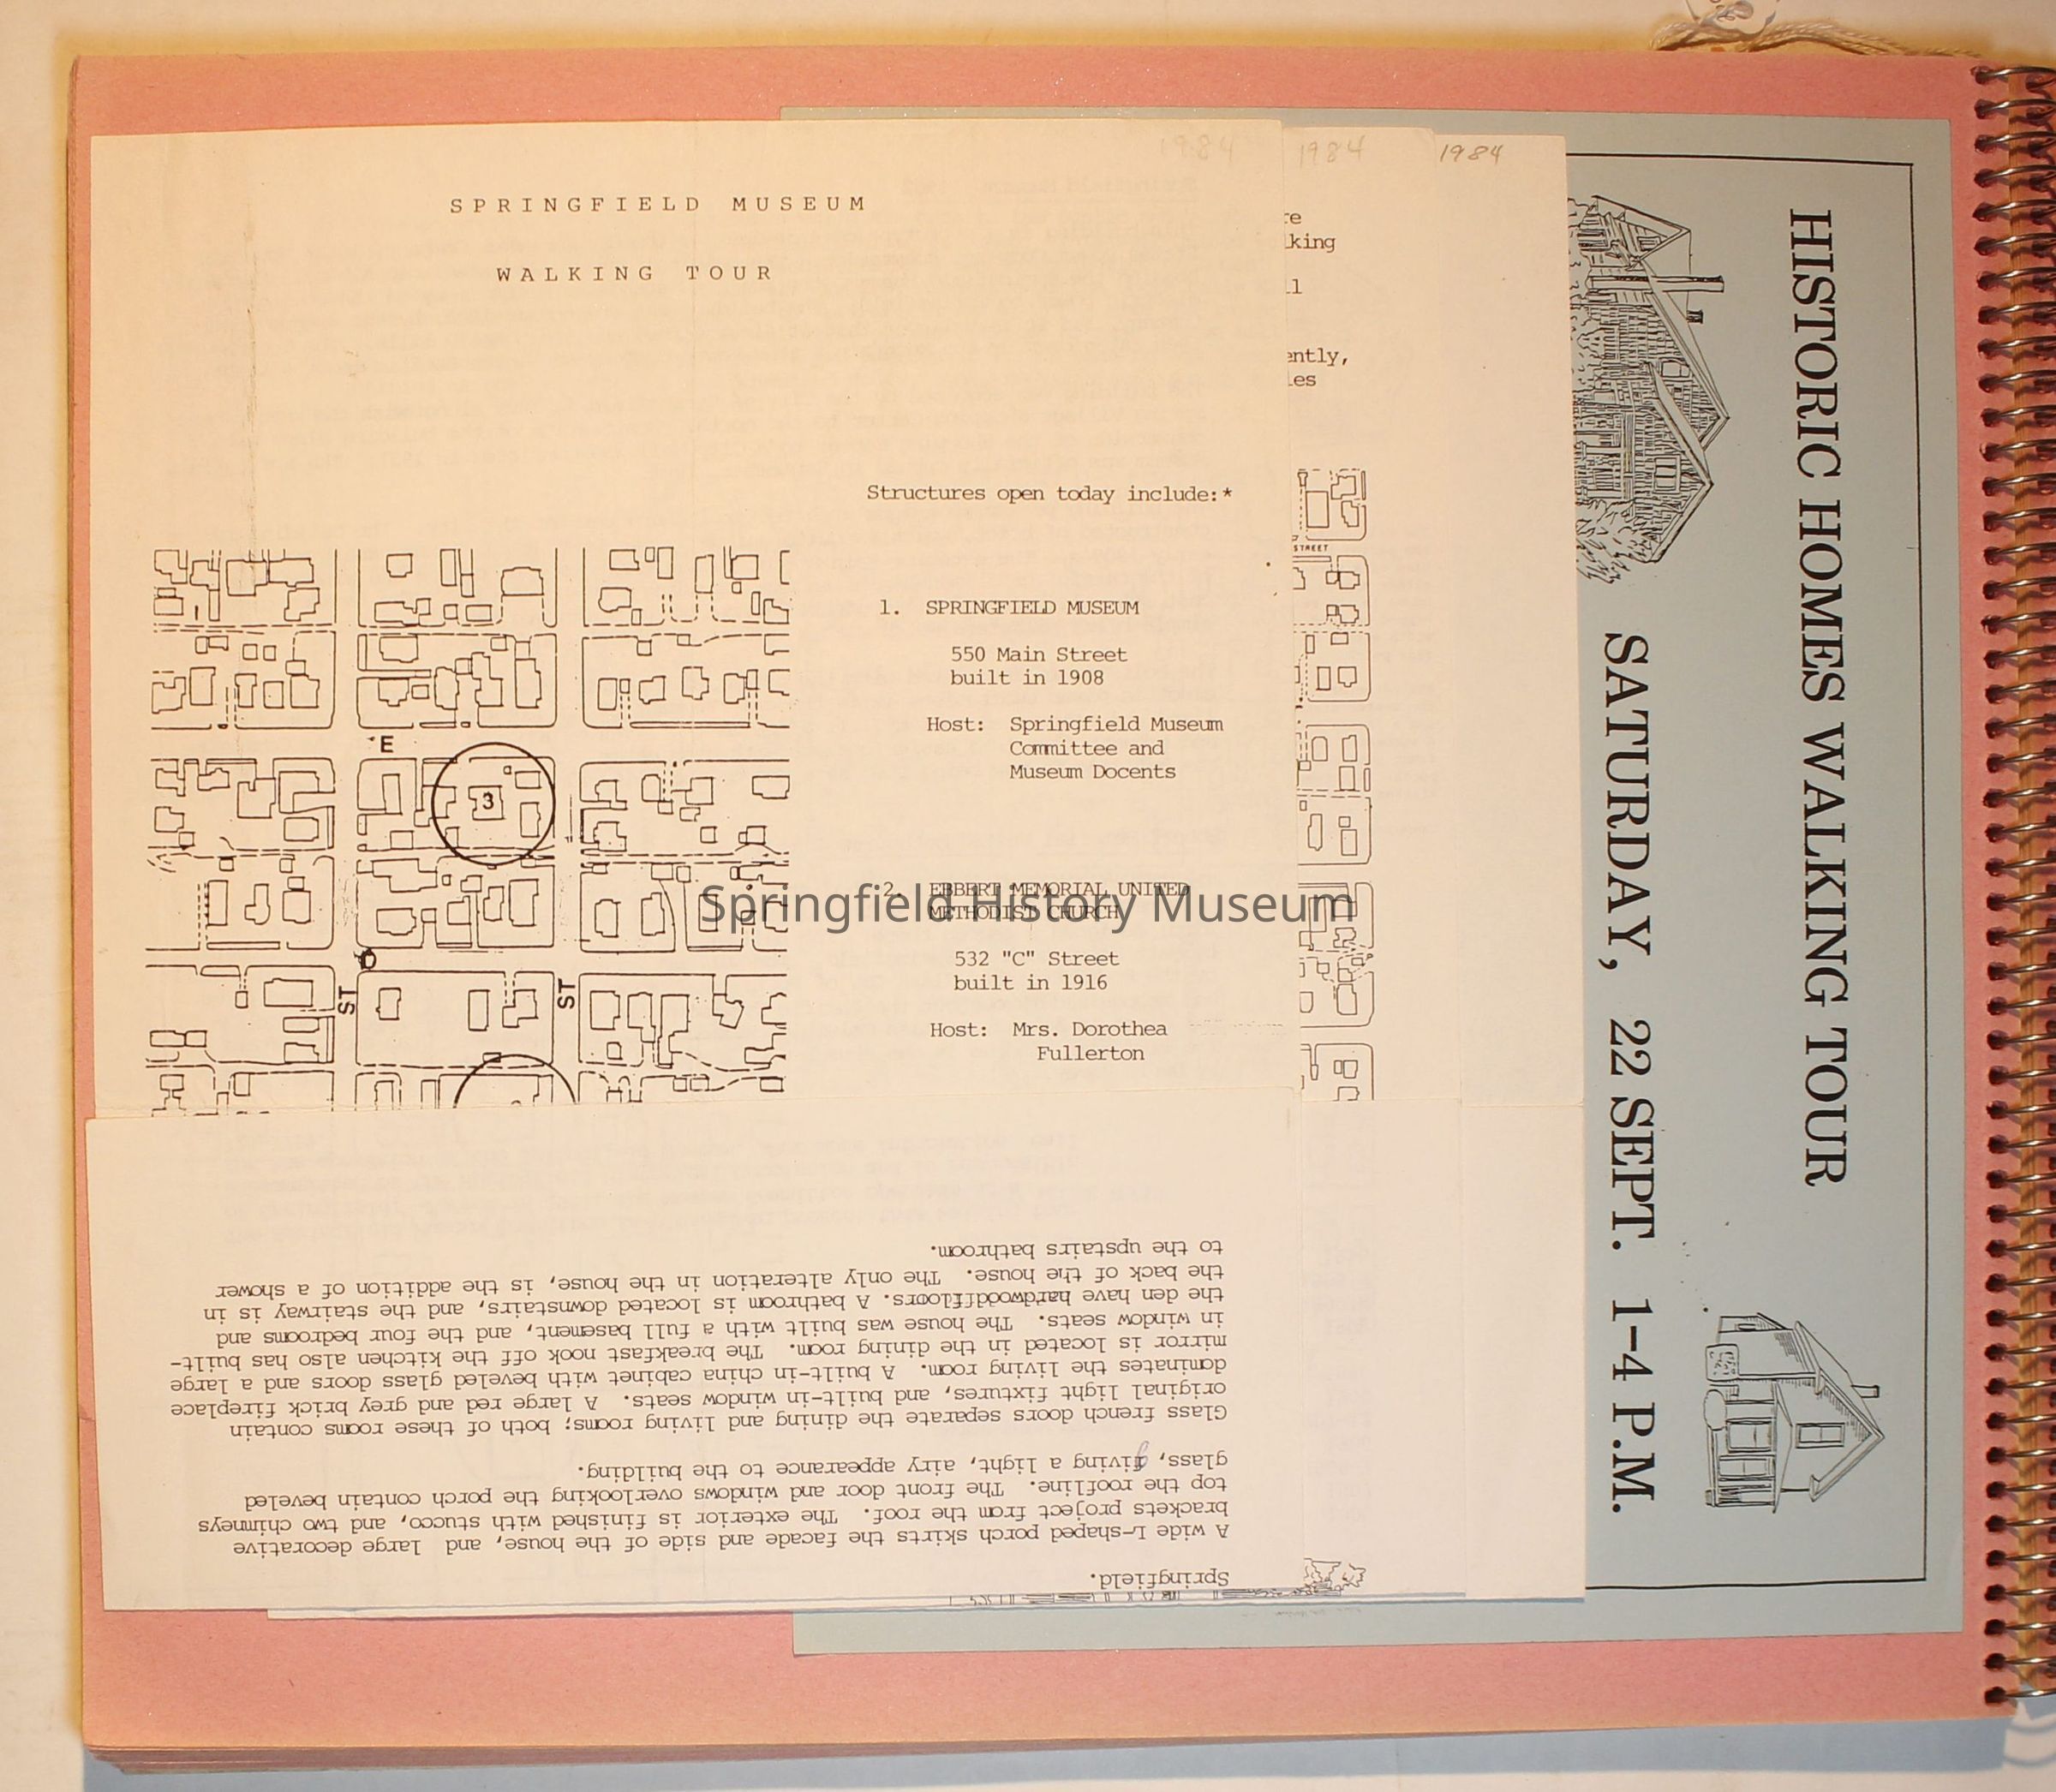 1984
1984
1984
SPRINGFIELD MUSEUM
WALKING TOUR
Structures open today include:*
1. SPRINGFIELD MUSEUM
550 Main Street
built in 1908
Host: Springfield Museum
Committee and
Museum Docents
2. EBBERT MEMORIAL UNITED
METHODIST CHURCH
532 "C" Street
built in 1916
Host: Mrs. Dorothea
Fullerton
E
3
D
ST
ST
re
lking
ll
ently,
les
STREET
Springfield History Museum
Springfield.
A wide L-shaped porch skirts the facade and side of the house, and large decorative
brackets project from the roof. The exterior is finished with stucco, and two chimneys
top the roofline. The front door and windows overlooking the porch contain beveled
glass, giving a light, airy appearance to the building.
Glass french doors separate the dining and living rooms; both of these rooms contain
original light fixtures, and built-in window seats. A large red and grey brick fireplace
dominates the living room. A built-in china cabinet with beveled glass doors and a large
mirror is located in the dining room. The breakfast nook off the kitchen also has built-
in window seats. The house was built with a full basement, and the four bedrooms and
the den have hardwoodffloors. A bathroom is located downstairs, and the stairway is in
the back of the house. The only alteration in the house, is the addition of a shower
to the upstairs bathroom.
HISTORIC HOMES WALKING TOUR
SATURDAY, 22 SEPT. 1-4 P.M.